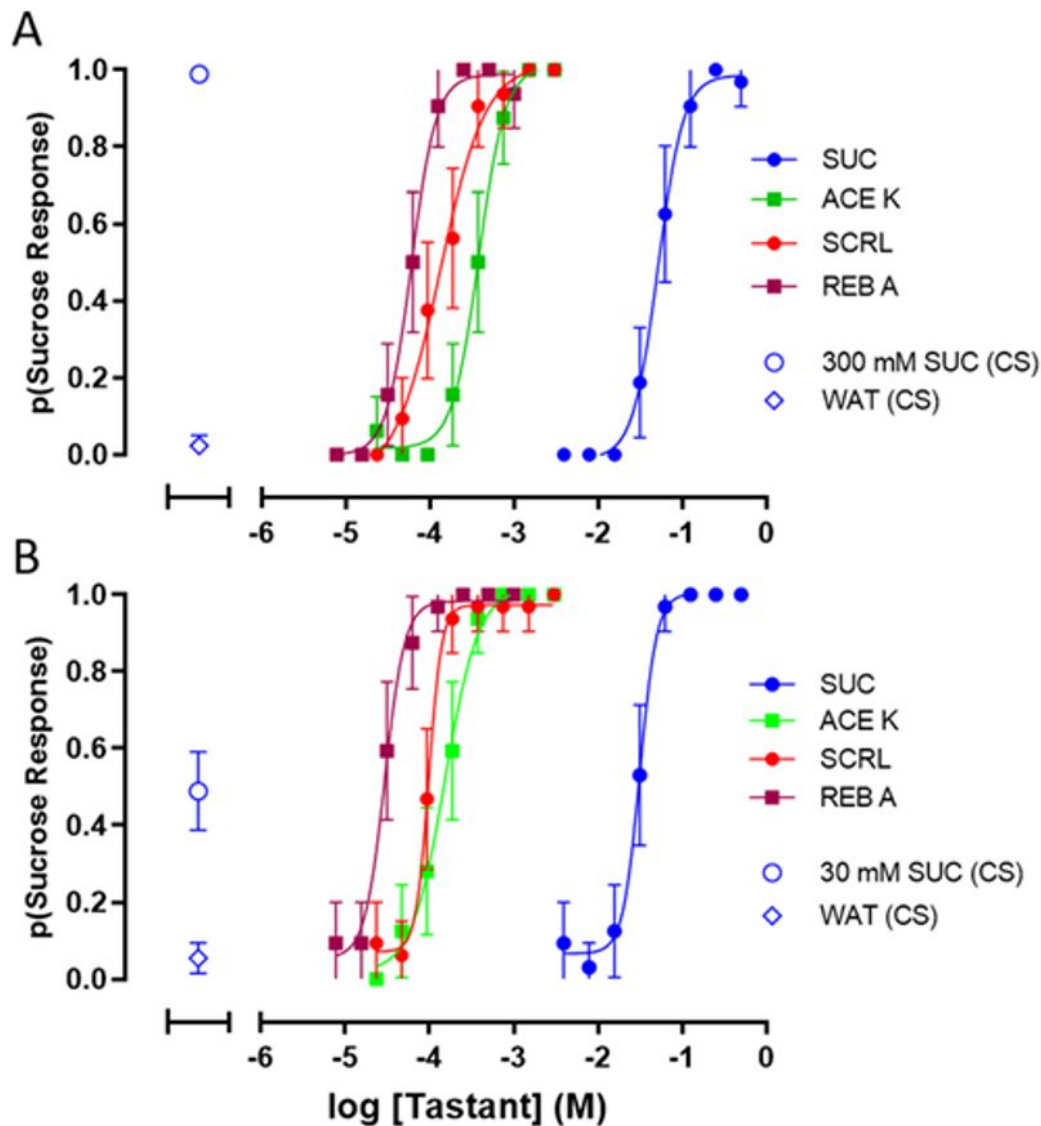 A
p(Sucrose Response)
1.0
0.8
0.6
0.4
0.2
0.0
-6 -5 -4 -3 -2 -1 0
SUC
ACE K
SCRL
REB A
300 mM SUC (CS)
WAT (CS)
B
p(Sucrose Response)
1.0
0.8
0.6
0.4
0.2
0.0
-6 -5 -4 -3 -2 -1 0
SUC
ACE K
SCRL
REB A
30 mM SUC (CS)
WAT (CS)
log [Tastant] (M)